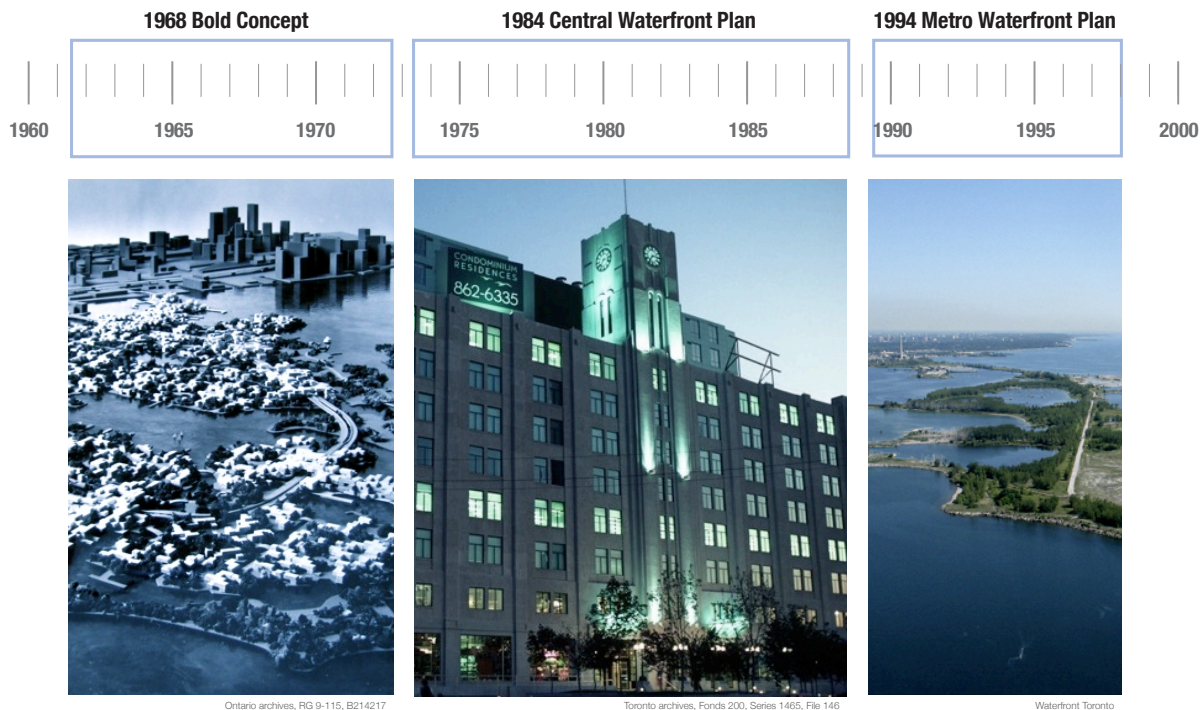 1968 Bold Concept
1984 Central Waterfront Plan
1994 Metro Waterfront Plan
1960
1965
1970
1975
1980
1985
1990
1995
2000
CONDOMINIUM
RESIDENCES
862-6335
Ontario archives, RG 9-115, B214217
Toronto archives, Fonds 200, Series 1465, File 146
Waterfront Toronto